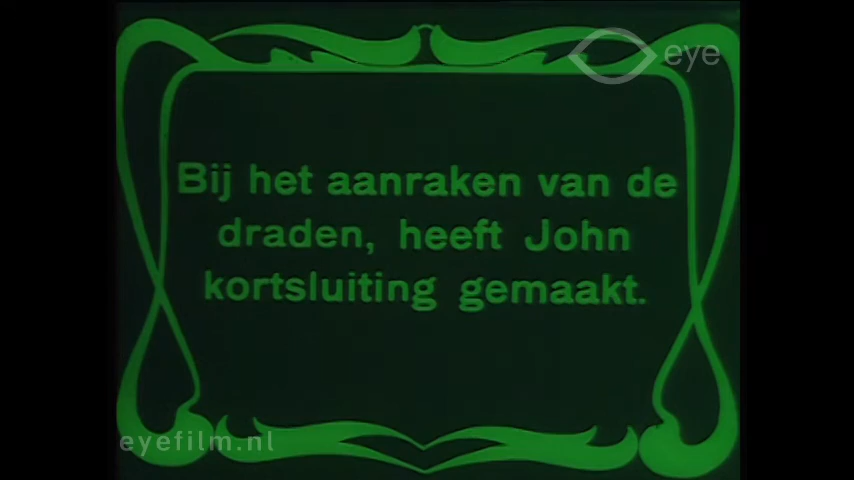 eye
Bij het aanraken van de
draden, heeft John
kortsluiting gemaakt.
eyefilm.nl